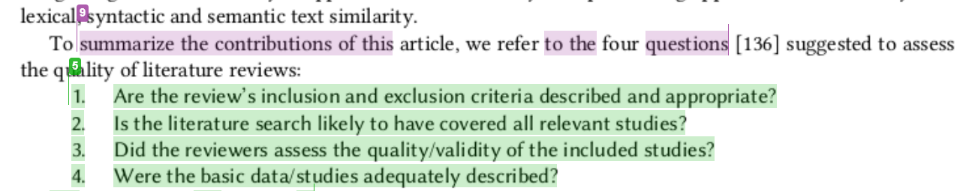 lexical, syntactic and semantic text similarity.
9
To summarize the contributions of this article, we refer to the four questions [136] suggested to assess
5
the quality of literature reviews:
1. Are the review's inclusion and exclusion criteria described and appropriate?
2. Is the literature search likely to have covered all relevant studies?
3. Did the reviewers assess the quality/validity of the included studies?
4. Were the basic data/studies adequately described?